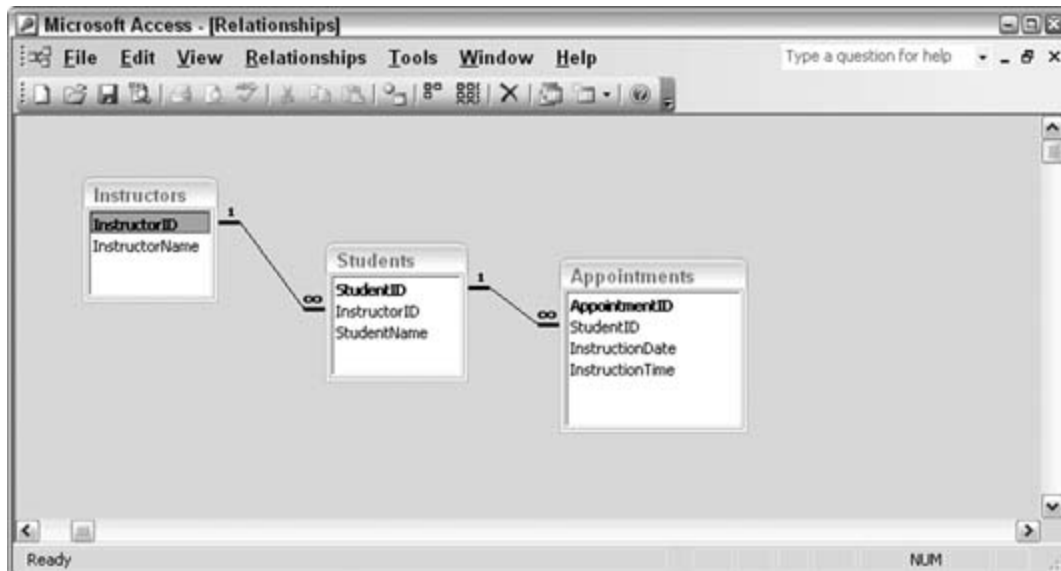 Microsoft Access - [Relationships]
File Edit View Relationships Tools Window Help
Type a question for help
Instructors
InstructorID
InstructorName
1
∞
Students
StudentID
InstructorID
StudentName
1
∞
Appointments
AppointmentID
StudentID
InstructionDate
InstructionTime
Ready
NUM